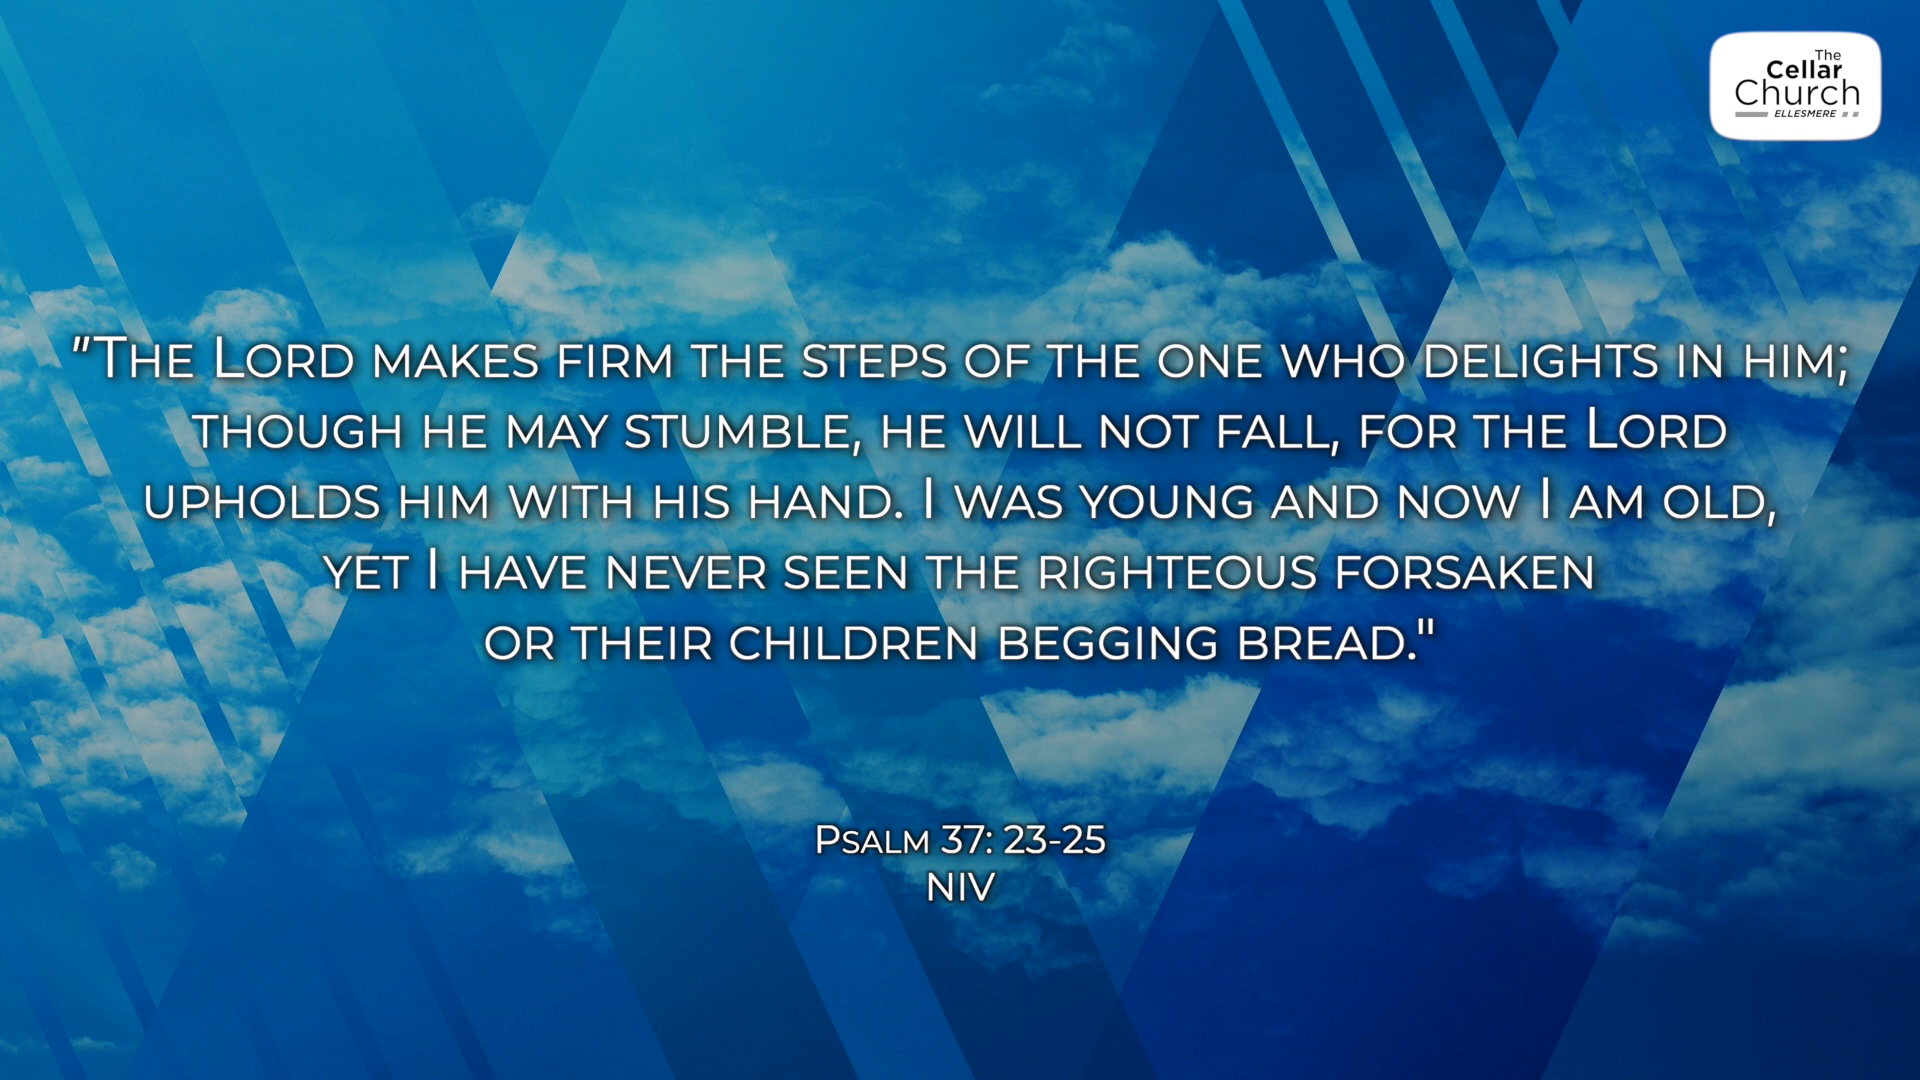 The
Cellar
Church
ELLESMERE
"The Lord makes firm the steps of the one who delights in him;
though he may stumble, he will not fall, for the Lord
upholds him with his hand. I was young and now I am old,
yet I have never seen the righteous forsaken
or their children begging bread."
Psalm 37: 23-25
NIV